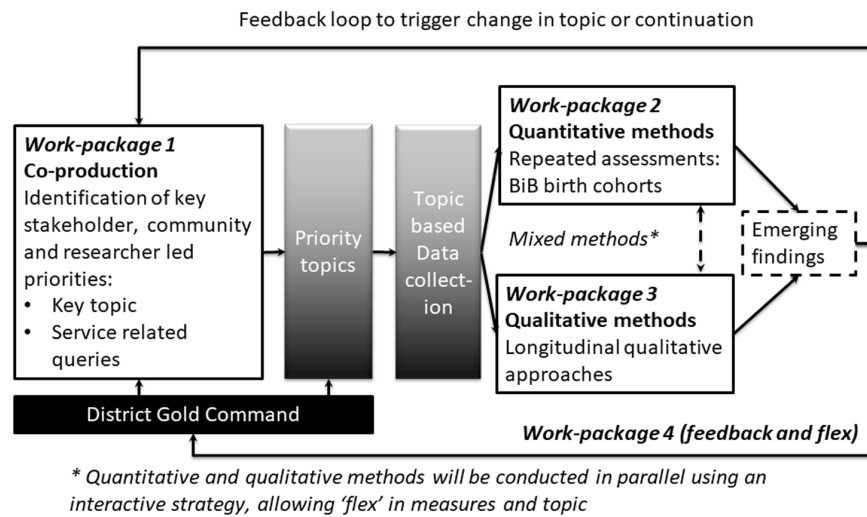 Feedback loop to trigger change in topic or continuation
Work-package 1
Co-production
Identification of key
stakeholder, community
and researcher led
priorities:
• Key topic
• Service related
queries
Priority
topics
Topic
based
Data
collect-
ion
Work-package 2
Quantitative methods
Repeated assessments:
BiB birth cohorts
Mixed methods*
Work-package 3
Qualitative methods
Longitudinal qualitative
approaches
Emerging
findings
District Gold Command
Work-package 4 (feedback and flex)
* Quantitative and qualitative methods will be conducted in parallel using an
interactive strategy, allowing ‘flex’ in measures and topic